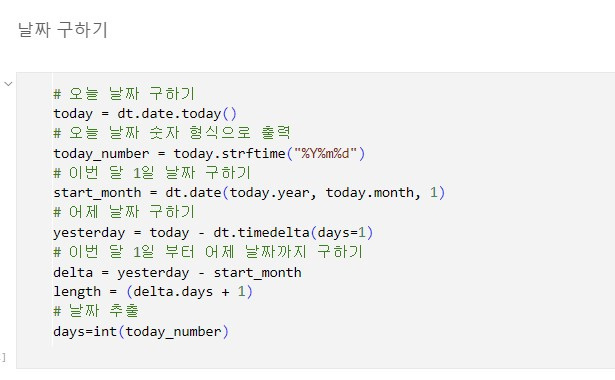 날짜 구하기
# 오늘 날짜 구하기
today = dt.date.today()
# 오늘 날짜 숫자 형식으로 출력
today_number = today.strftime("%Y%m%d")
# 이번 달 1일 날짜 구하기
start_month = dt.date(today.year, today.month, 1)
# 어제 날짜 구하기
yesterday = today - dt.timedelta(days=1)
# 이번 달 1일 부터 어제 날짜까지 구하기
delta = yesterday - start_month
length = (delta.days + 1)
# 날짜 추출
days=int(today_number)
]